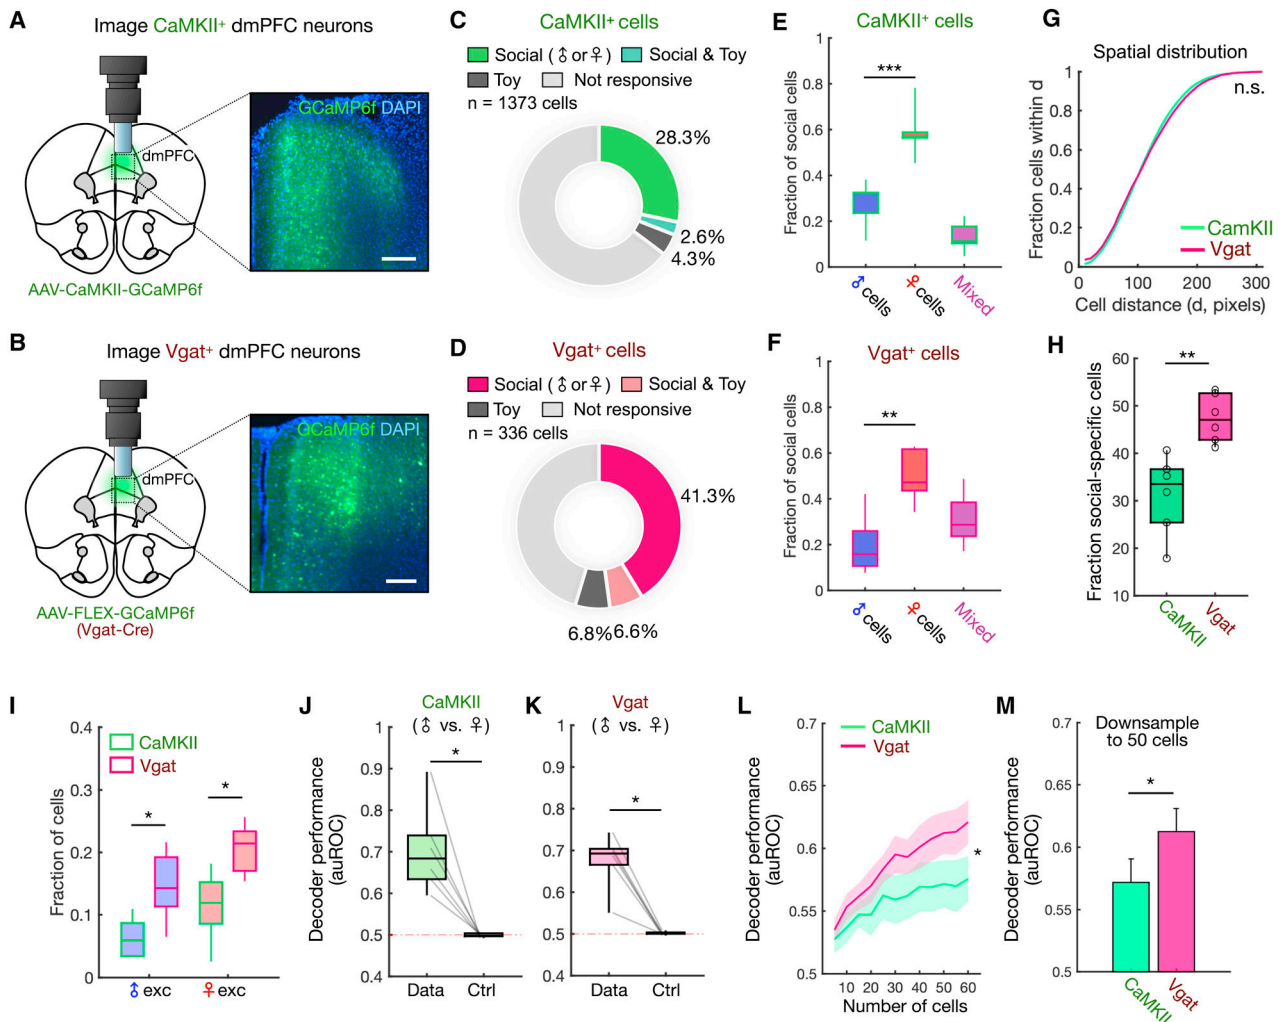 A
Image CaMKII+ dmPFC neurons
dmPFC
GCaMP6f DAPI
AAV-CaMKII-GCaMP6f
B
Image Vgat+ dmPFC neurons
dmPFC
GCaMP6f DAPI
AAV-FLEX-GCaMP6f
(Vgat-Cre)
C
CaMKII+ cells
Social (♂ or ♀)
Social & Toy
Toy
Not responsive
n = 1373 cells
28.3%
2.6%
4.3%
D
Vgat+ cells
Social (♂ or ♀)
Social & Toy
Toy
Not responsive
n = 336 cells
41.3%
6.8%
6.6%
E
CaMKII+ cells
Fraction of social cells
1
0.8
0.6
0.4
0.2
0
***
♂ cells
♀ cells
Mixed
F
Vgat+ cells
Fraction of social cells
1
0.8
0.6
0.4
0.2
0
**
♂ cells
♀ cells
Mixed
G
Spatial distribution
Fraction cells within d
1
0.8
0.6
0.4
0.2
0
n.s.
CamKII
Vgat
0
100
200
300
Cell distance (d, pixels)
H
Fraction social-specific cells
60
50
40
30
20
10
**
CaMKII
Vgat
I
Fraction of cells
0.4
0.3
0.2
0.1
0
CaMKII
Vgat
*
*
♂ exc
♀ exc
J
CaMKII
(♂ vs. ♀)
Decoder performance
(auROC)
1
0.9
0.8
0.7
0.6
0.5
0.4
*
Data
Ctrl
K
Vgat
(♂ vs. ♀)
1
0.9
0.8
0.7
0.6
0.5
0.4
*
Data
Ctrl
L
Decoder performance
(auROC)
0.7
0.65
0.6
0.55
0.5
CaMKII
Vgat
*
10
20
30
40
50
60
Number of cells
M
Downsample
to 50 cells
Decoder performance
(auROC)
0.7
0.65
0.6
0.55
0.5
*
CaMKII
Vgat